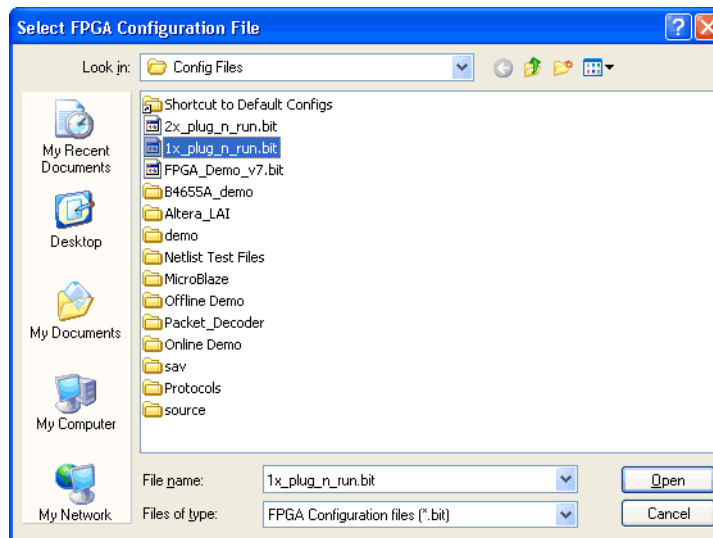 Select FPGA Configuration File
Look in:
Config Files
My Recent
Documents
Desktop
My Documents
My Computer
My Network
Shortcut to Default Configs
2x_plug_n_run.bit
1x_plug_n_run.bit
FPGA_Demo_v7.bit
B4655A_demo
Altera_LAI
demo
Netlist Test Files
MicroBlaze
Offline Demo
Packet_Decoder
Online Demo
sav
Protocols
source
File name:
1x_plug_n_run.bit
Open
Files of type:
FPGA Configuration files (*.bit)
Cancel